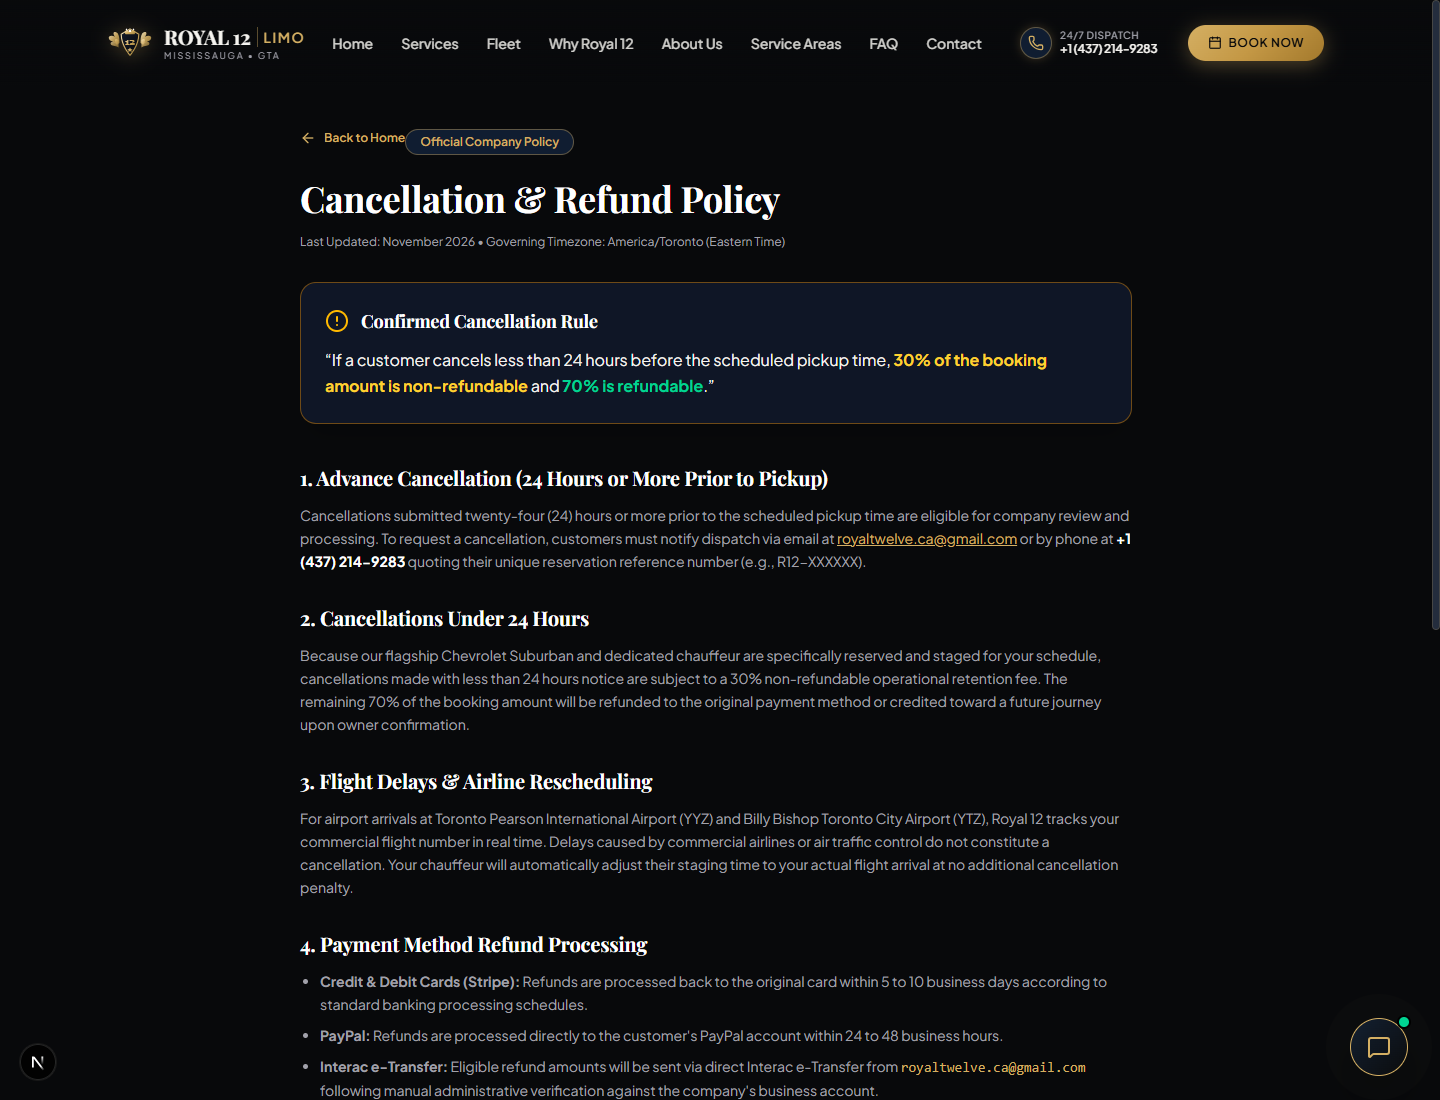 ROYAL 12 LIMO
MISSISSAUGA • GTA
Home
Services
Fleet
Why Royal 12
About Us
Service Areas
FAQ
Contact
24/7 DISPATCH
+1 (437) 214-9283
BOOK NOW
Back to Home
Official Company Policy
Cancellation & Refund Policy
Last Updated: November 2026 • Governing Timezone: America/Toronto (Eastern Time)
Confirmed Cancellation Rule
“If a customer cancels less than 24 hours before the scheduled pickup time, 30% of the booking
amount is non-refundable and 70% is refundable.”
1. Advance Cancellation (24 Hours or More Prior to Pickup)
Cancellations submitted twenty-four (24) hours or more prior to the scheduled pickup time are eligible for company review and
processing. To request a cancellation, customers must notify dispatch via email at royaltwelve.ca@gmail.com or by phone at +1
(437) 214-9283 quoting their unique reservation reference number (e.g., R12-XXXXXX).
2. Cancellations Under 24 Hours
Because our flagship Chevrolet Suburban and dedicated chauffeur are specifically reserved and staged for your schedule,
cancellations made with less than 24 hours notice are subject to a 30% non-refundable operational retention fee. The
remaining 70% of the booking amount will be refunded to the original payment method or credited toward a future journey
upon owner confirmation.
3. Flight Delays & Airline Rescheduling
For airport arrivals at Toronto Pearson International Airport (YYZ) and Billy Bishop Toronto City Airport (YTZ), Royal 12 tracks your
commercial flight number in real time. Delays caused by commercial airlines or air traffic control do not constitute a
cancellation. Your chauffeur will automatically adjust their staging time to your actual flight arrival at no additional cancellation
penalty.
4. Payment Method Refund Processing
• Credit & Debit Cards (Stripe): Refunds are processed back to the original card within 5 to 10 business days according to
standard banking processing schedules.
• PayPal: Refunds are processed directly to the customer's PayPal account within 24 to 48 business hours.
• Interac e-Transfer: Eligible refund amounts will be sent via direct Interac e-Transfer from royaltwelve.ca@gmail.com
following manual administrative verification against the company's business account.
N